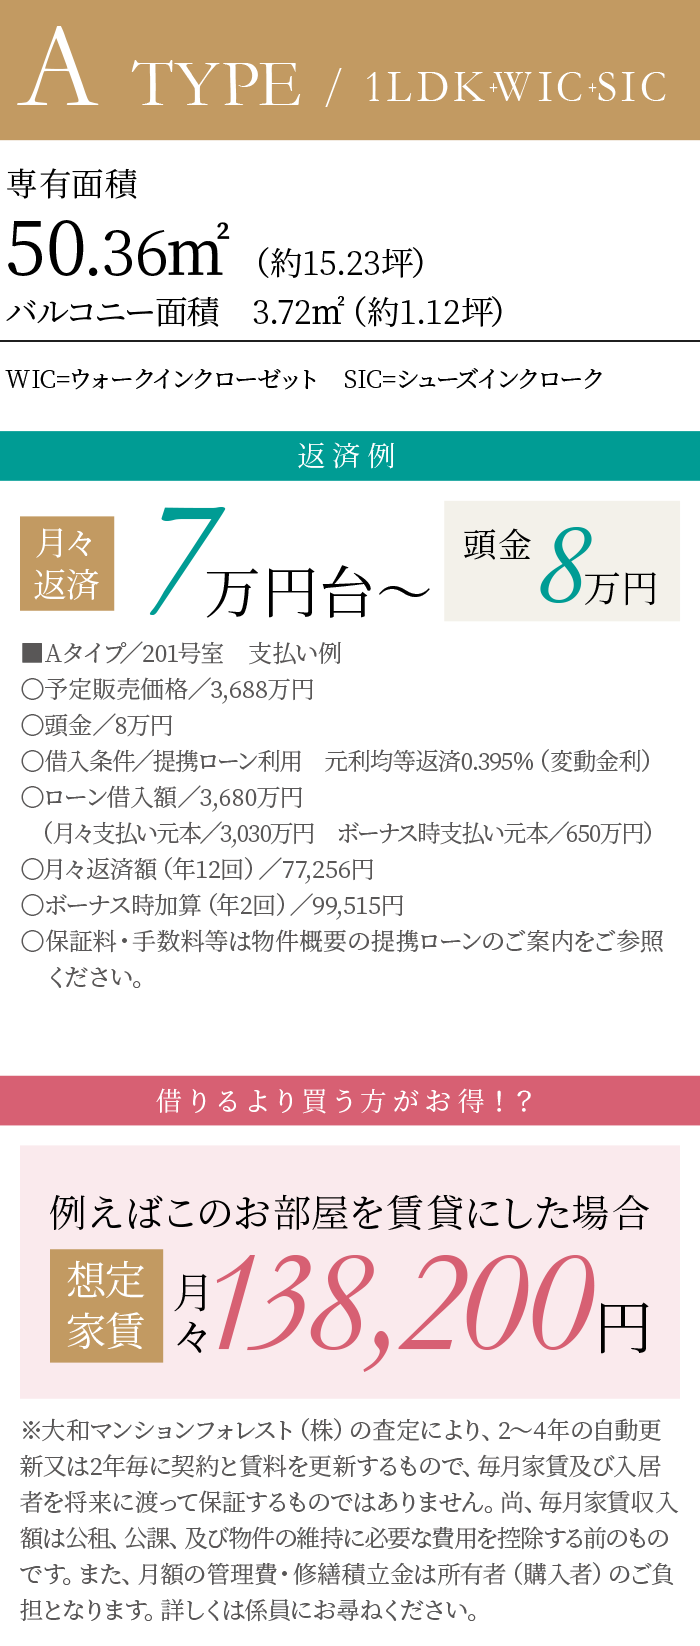 A TYPE / 1LDK+WIC+SIC
専有面積
50.36㎡（約15.23坪）
バルコニー面積　3.72㎡（約1.12坪）
WIC=ウォークインクローゼット　SIC=シューズインクローク
返済例
月々返済 7万円台～ 頭金8万円
■Aタイプ／201号室　支払い例
〇予定販売価格／3,688万円
〇頭金／8万円
〇借入条件／提携ローン利用　元利均等返済0.395%（変動金利）
〇ローン借入額／3,680万円
（月々支払い元本／3,030万円　ボーナス時支払い元本／650万円）
〇月々返済額（年12回）／77,256円
〇ボーナス時加算（年2回）／99,515円
〇保証料・手数料等は物件概要の提携ローンのご案内をご参照
ください。
借りるより買う方がお得！？
例えばこのお部屋を賃貸にした場合
想定家賃 月々138,200円
※大和マンションフォレスト（株）の査定により、2～4年の自動更
新又は2年毎に契約と賃料を更新するもので、毎月家賃及び入居
者を将来に渡って保証するものではありません。尚、毎月家賃収入
額は公租、公課、及び物件の維持に必要な費用を控除する前のもの
です。また、月額の管理費・修繕積立金は所有者（購入者）のご負
担となります。詳しくは係員にお尋ねください。